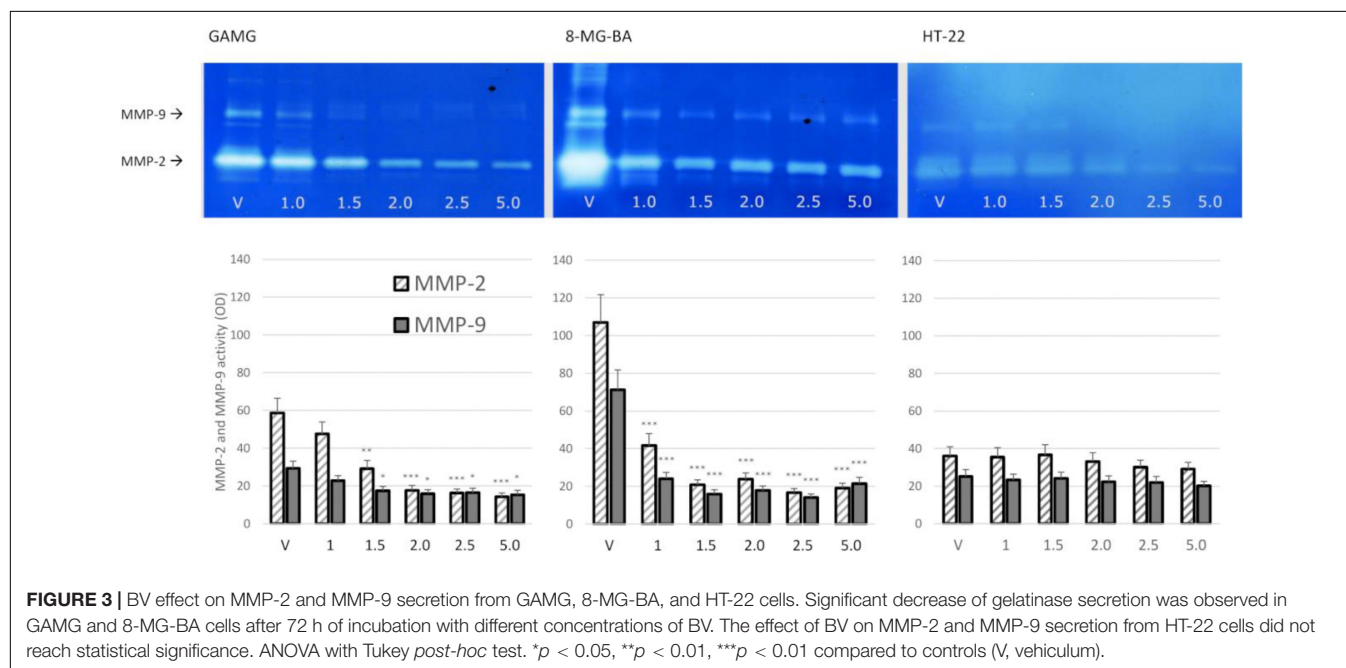 GAMG 8-MG-BA HT-22
MMP-9 →
MMP-2 →
V 1.0 1.5 2.0 2.5 5.0
V 1.0 1.5 2.0 2.5 5.0
V 1.0 1.5 2.0 2.5 5.0
MMP-2 and MMP-9 activity (OD)
140
120
100
80
60
40
20
0
MMP-2
MMP-9
** * *** * *** * *** *
V 1 1.5 2.0 2.5 5.0
140
120
100
80
60
40
20
0
*** *** *** *** *** *** *** *** *** ***
V 1 1.5 2.0 2.5 5.0
140
120
100
80
60
40
20
0
V 1 1.5 2.0 2.5 5.0
FIGURE 3 | BV effect on MMP-2 and MMP-9 secretion from GAMG, 8-MG-BA, and HT-22 cells. Significant decrease of gelatinase secretion was observed in
GAMG and 8-MG-BA cells after 72 h of incubation with different concentrations of BV. The effect of BV on MMP-2 and MMP-9 secretion from HT-22 cells did not
reach statistical significance. ANOVA with Tukey post-hoc test. *p < 0.05, **p < 0.01, ***p < 0.01 compared to controls (V, vehiculum).